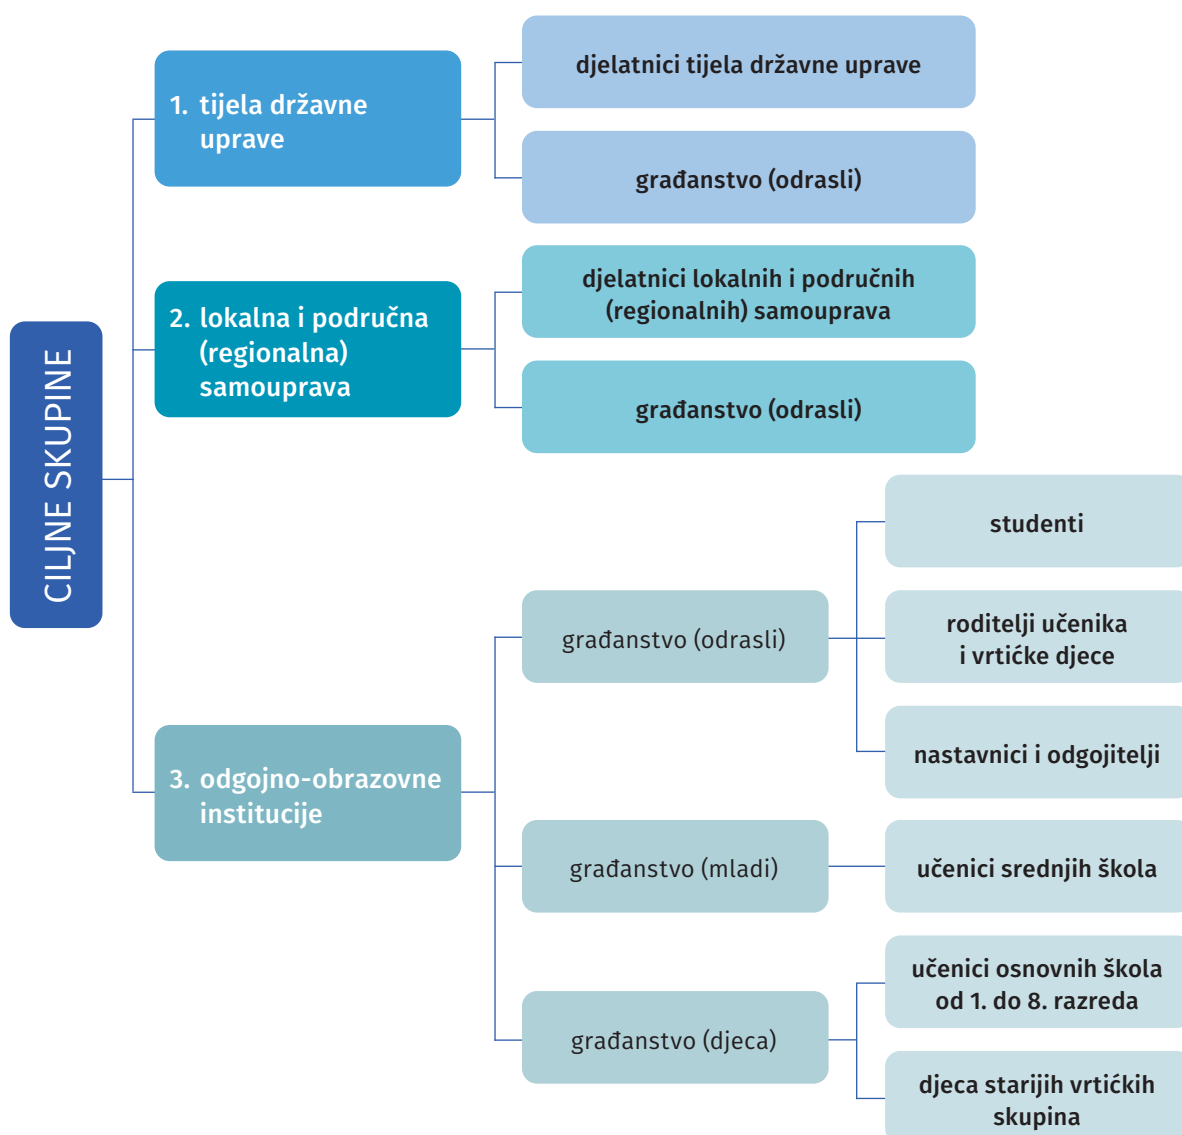 CILJNE SKUPINE
1. tijela državne
uprave
djelatnici tijela državne uprave
građanstvo (odrasli)
2. lokalna i područna
(regionalna)
samouprava
djelatnici lokalnih i područnih
(regionalnih) samouprava
građanstvo (odrasli)
3. odgojno-obrazovne
institucije
građanstvo (odrasli)
studenti
roditelji učenika
i vrtićke djece
nastavnici i odgojitelji
građanstvo (mladi)
učenici srednjih škola
građanstvo (djeca)
učenici osnovnih škola
od 1. do 8. razreda
djeca starijih vrtićkih
skupina